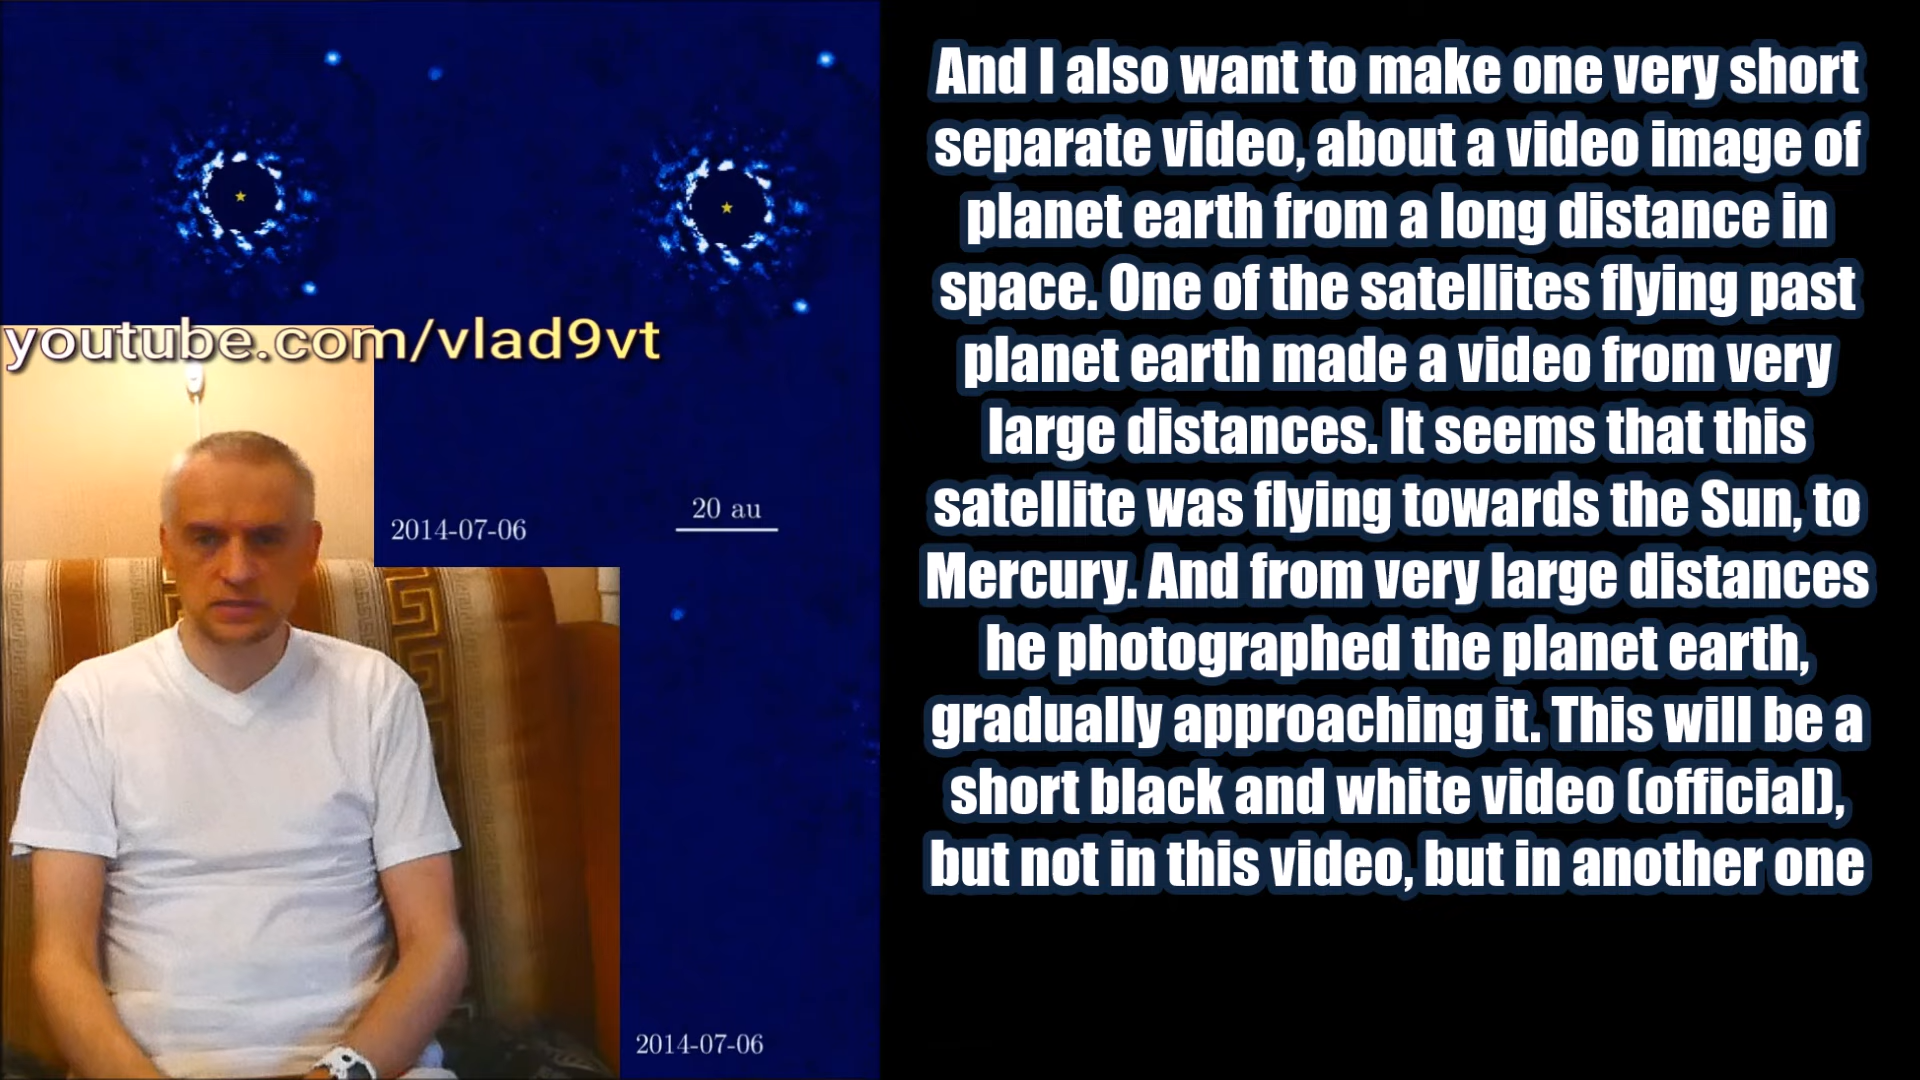 youtube.com/vlad9vt
20 au
2014-07-06
2014-07-06
And I also want to make one very short
separate video, about a video image of
planet earth from a long distance in
space. One of the satellites flying past
planet earth made a video from very
large distances. It seems that this
satellite was flying towards the Sun, to
Mercury. And from very large distances
he photographed the planet earth,
gradually approaching it. This will be a
short black and white video (official),
but not in this video, but in another one